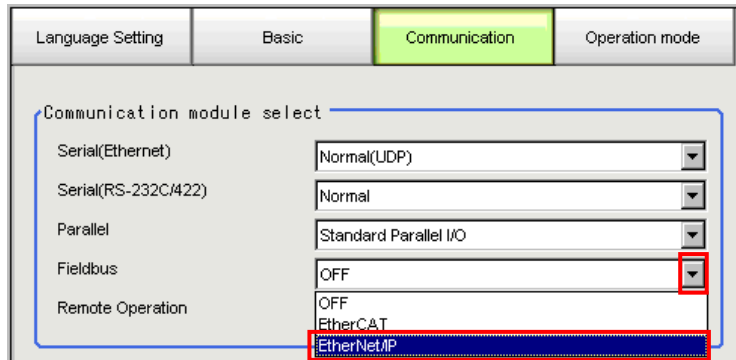 Language Setting Basic Communication Operation mode
Communication module select
Serial(Ethernet) Normal(UDP)
Serial(RS-232C/422) Normal
Parallel Standard Parallel I/O
Fieldbus OFF
Remote Operation OFF
EtherCAT
EtherNet/IP